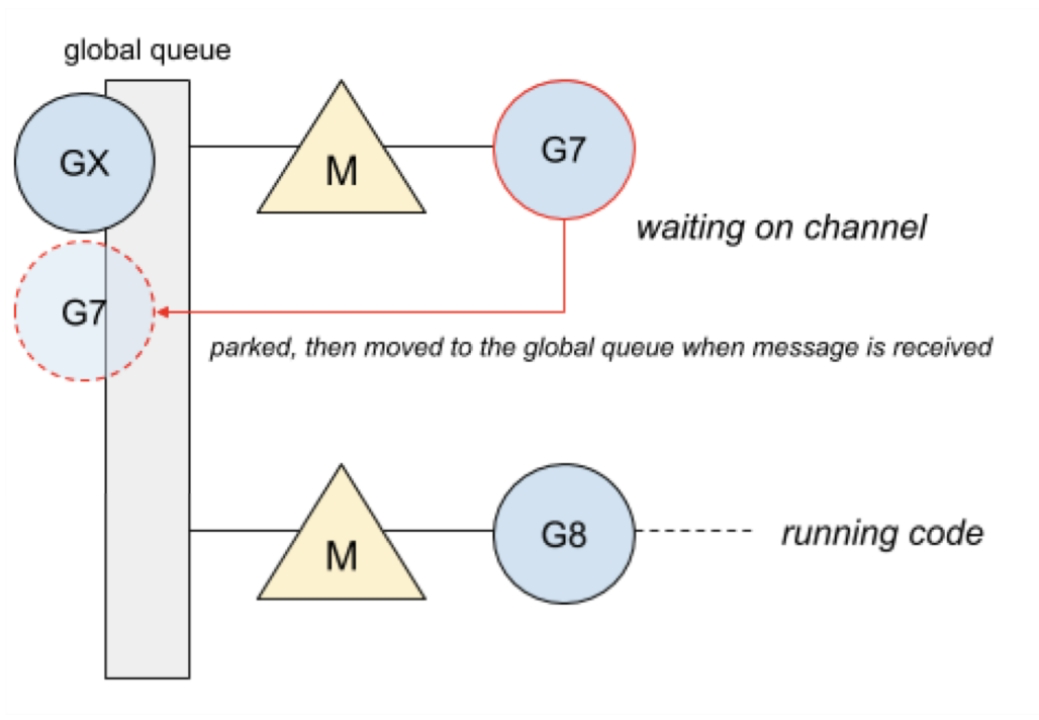 global queue
GX
M
G7
waiting on channel
G7
parked, then moved to the global queue when message is received
M
G8
running code